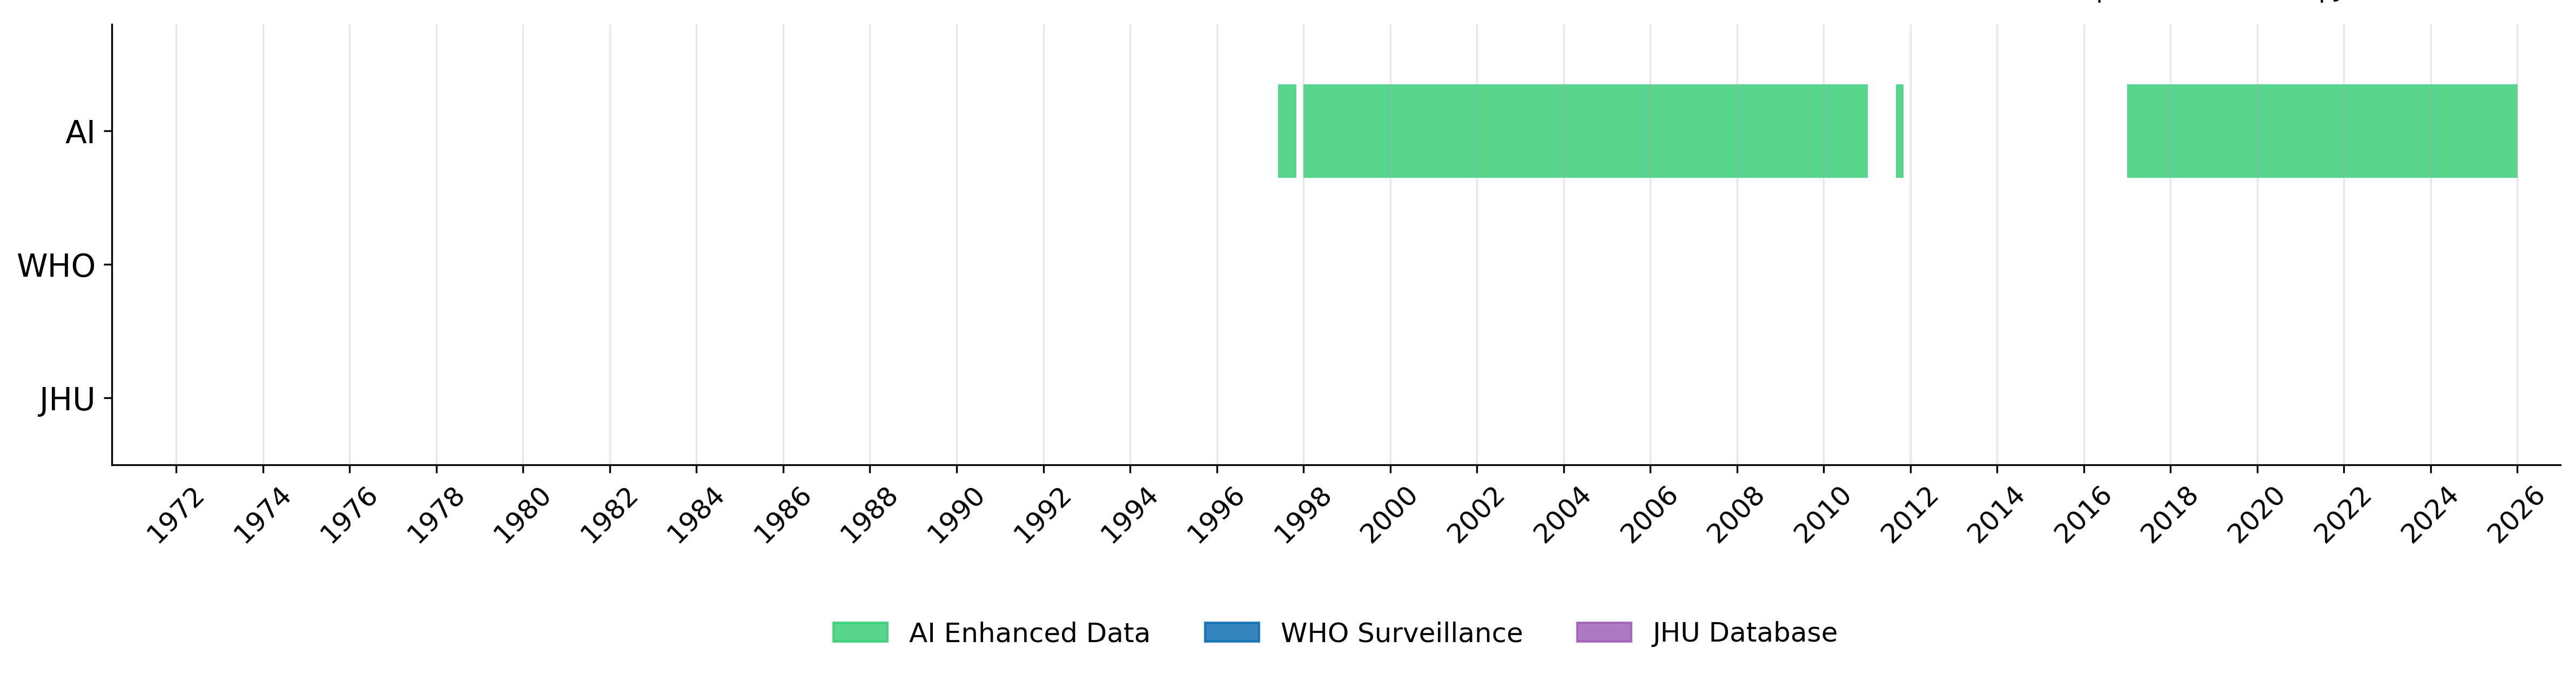 AI
WHO
JHU
1972 1974 1976 1978 1980 1982 1984 1986 1988 1990 1992 1994 1996 1998 2000 2002 2004 2006 2008 2010 2012 2014 2016 2018 2020 2022 2024 2026
AI Enhanced Data WHO Surveillance JHU Database